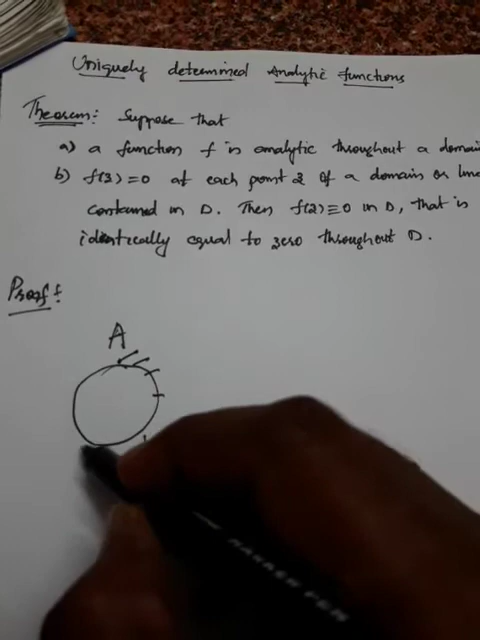 Uniquely determined Analytic functions
Theorem: Suppose that
a) a function f is analytic throughout a domain
b) f(z)=0 at each point z of a domain or line
contained in D. Then f(z)≡0 in D, that is
identically equal to zero throughout D.
Proof:
A